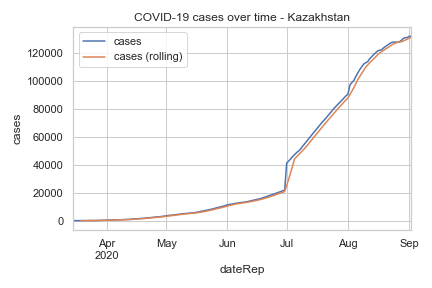 COVID-19 cases over time - Kazakhstan
cases
cases (rolling)
120000
100000
80000
60000
40000
20000
0
cases
Apr May Jun Jul Aug Sep
2020
dateRep